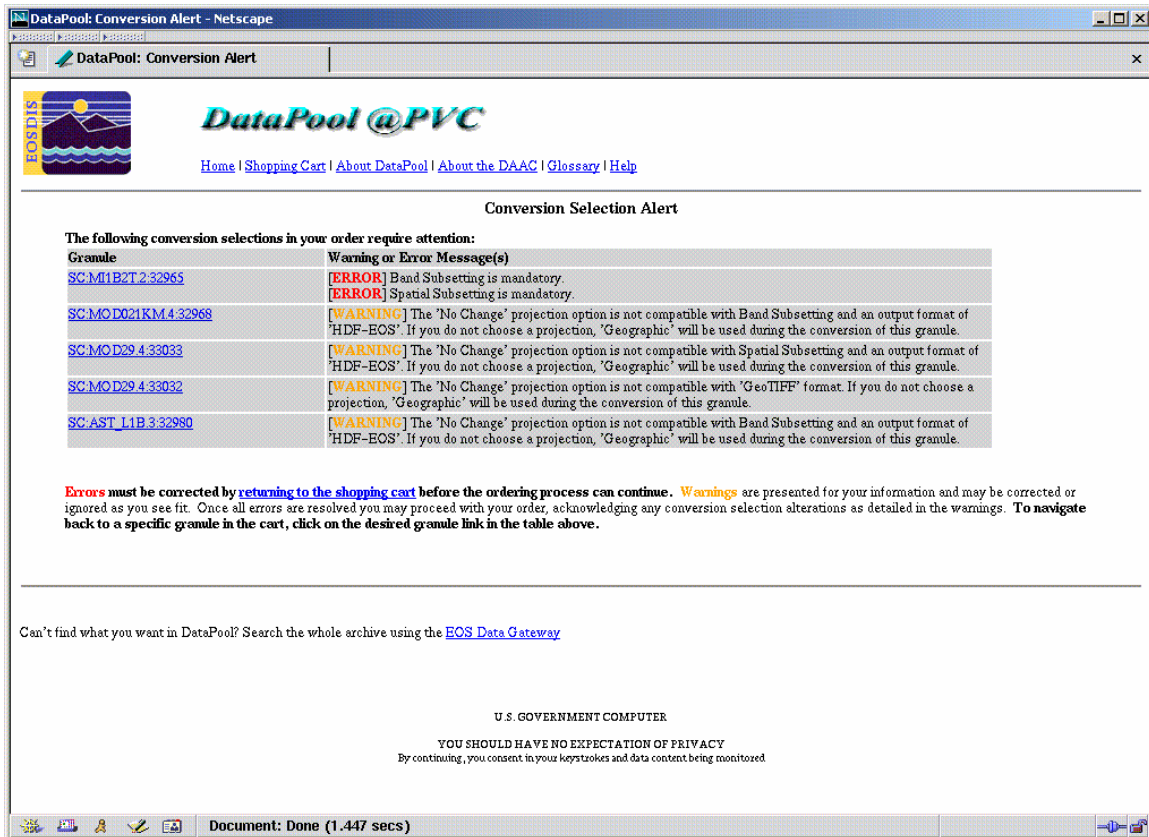 DataPool: Conversion Alert - Netscape
DataPool: Conversion Alert
EOSDIS
DataPool @PVC
Home | Shopping Cart | About DataPool | About the DAAC | Glossary | Help
Conversion Selection Alert
The following conversion selections in your order require attention:
Granule Warning or Error Message(s)
SC:MI1B2T.2:32965 [ERROR] Band Subsetting is mandatory.
[ERROR] Spatial Subsetting is mandatory.
SC:MOD021KM.4:32968 [WARNING] The 'No Change' projection option is not compatible with Band Subsetting and an output format of
'HDF-EOS'. If you do not choose a projection, 'Geographic' will be used during the conversion of this granule.
SC:MOD29.4:33033 [WARNING] The 'No Change' projection option is not compatible with Spatial Subsetting and an output format of
'HDF-EOS'. If you do not choose a projection, 'Geographic' will be used during the conversion of this granule.
SC:MOD29.4:33032 [WARNING] The 'No Change' projection option is not compatible with 'GeoTIFF' format. If you do not choose a
projection, 'Geographic' will be used during the conversion of this granule.
SC:AST_L1B.3:32980 [WARNING] The 'No Change' projection option is not compatible with Band Subsetting and an output format of
'HDF-EOS'. If you do not choose a projection, 'Geographic' will be used during the conversion of this granule.
Errors must be corrected by returning to the shopping cart before the ordering process can continue. Warnings are presented for your information and may be corrected or
ignored as you see fit. Once all errors are resolved you may proceed with your order, acknowledging any conversion selection alterations as detailed in the warnings. To navigate
back to a specific granule in the cart, click on the desired granule link in the table above.
Can't find what you want in DataPool? Search the whole archive using the EOS Data Gateway
U.S. GOVERNMENT COMPUTER
YOU SHOULD HAVE NO EXPECTATION OF PRIVACY
By continuing, you consent in your keystrokes and data content being monitored
Document: Done (1.447 secs)